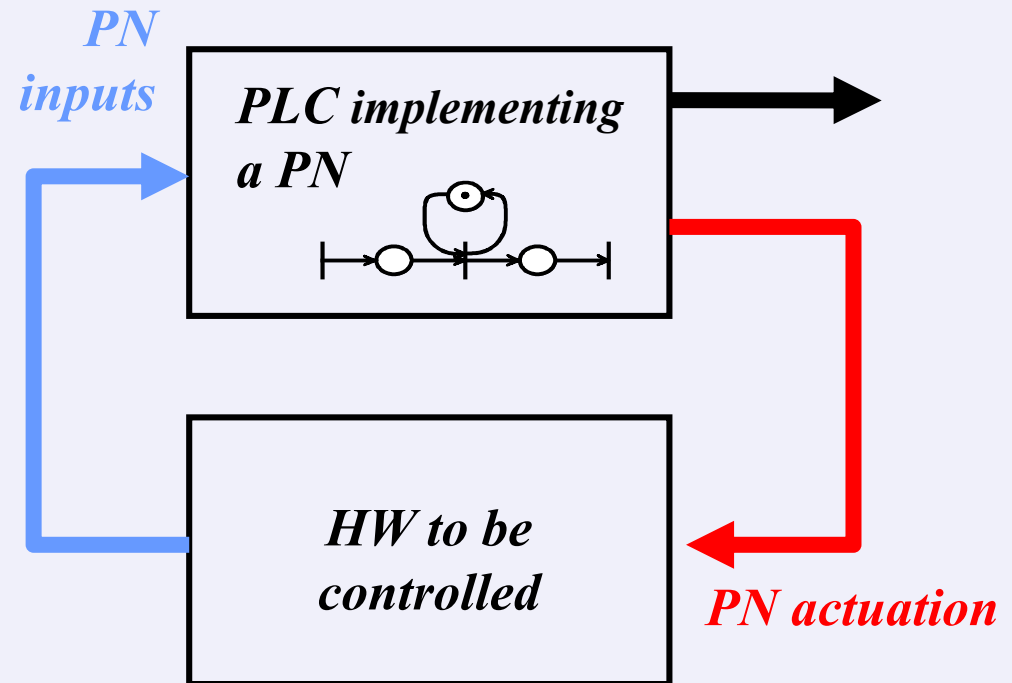 PN
inputs
PLC implementing
a PN
HW to be
controlled
PN actuation